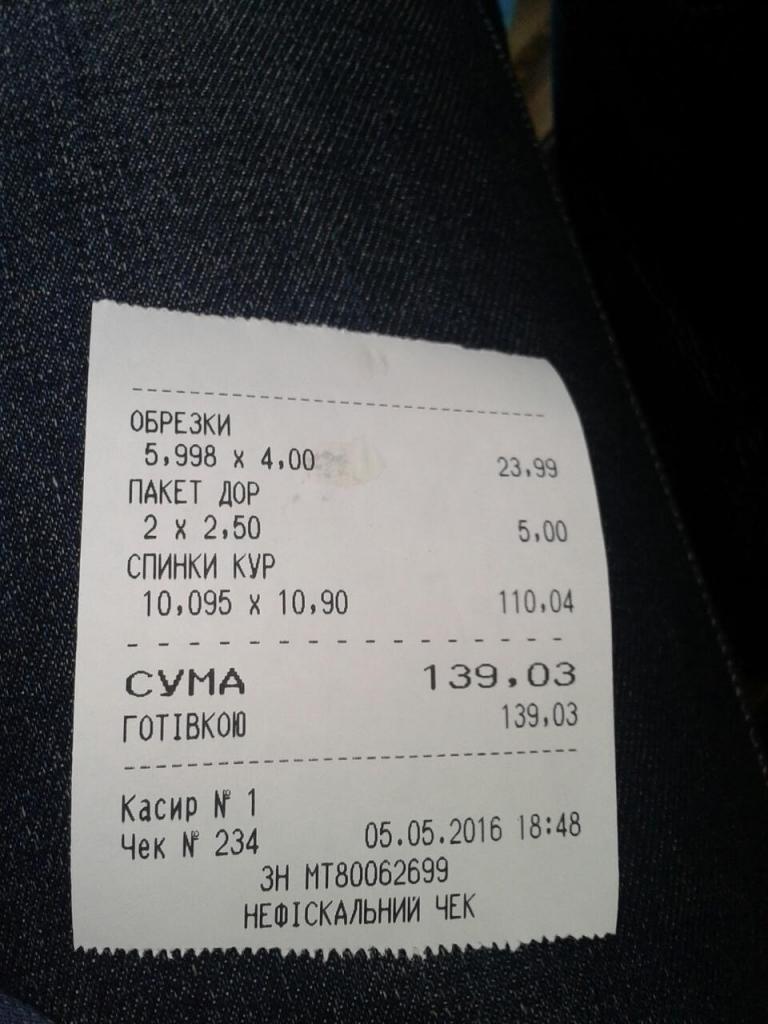 ОБРЕЗКИ
5,998 x 4,00 23,99
ПАКЕТ ДОР
2 x 2,50 5,00
СПИНКИ КУР
10,095 x 10,90 110,04
СУМА 139,03
ГОТІВКОЮ 139,03
Касир № 1
Чек № 234 05.05.2016 18:48
ЗН МТ80062699
НЕФІСКАЛЬНИЙ ЧЕК